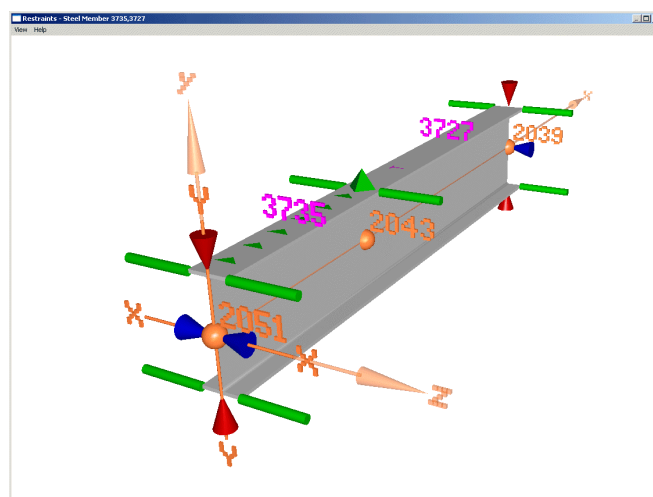 Restraints - Steel Member 3735,3727
View Help
Y
X
3727
2039
Y
3735
2043
X
2051
X
Z
Y